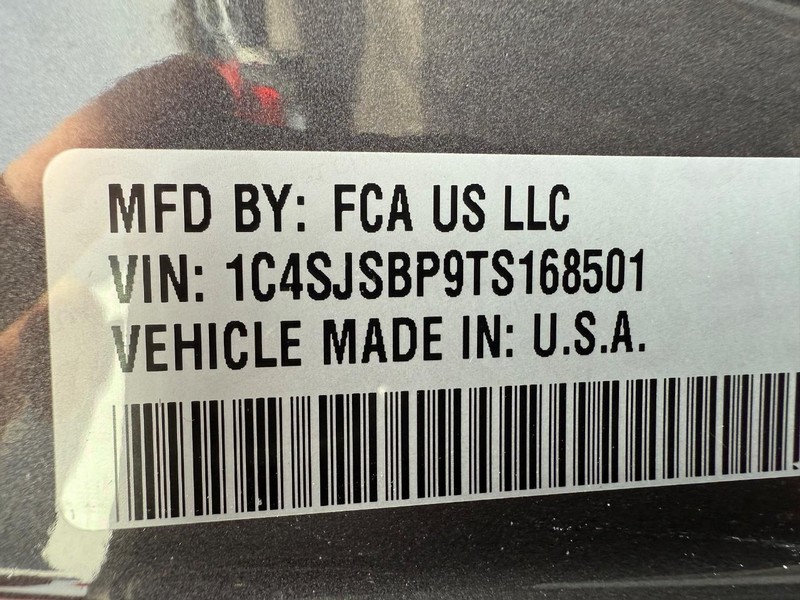 MFD BY: FCA US LLC
VIN: 1C4SJSBP9TS168501
VEHICLE MADE IN: U.S.A.